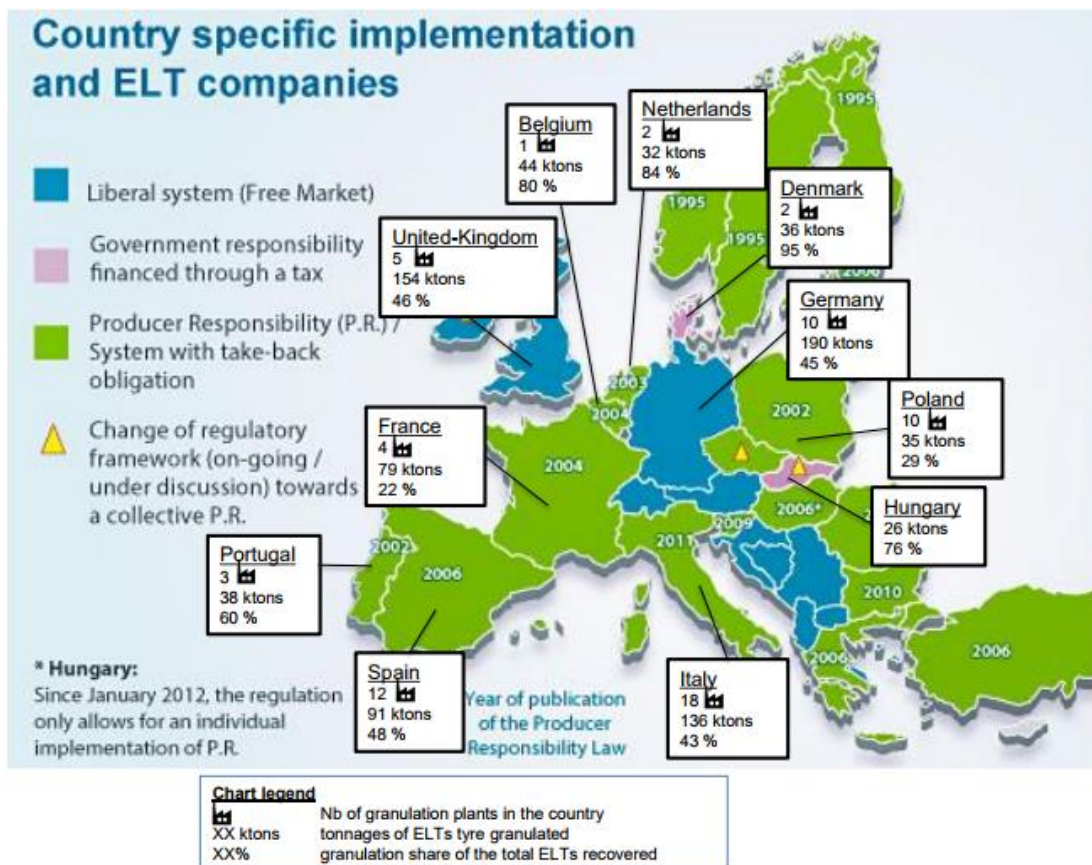 Country specific implementation
and ELT companies
Liberal system (Free Market)
Government responsibility
financed through a tax
Producer Responsibility (P.R.) /
System with take-back
obligation
Change of regulatory
framework (on-going /
under discussion) towards
a collective P.R.
* Hungary:
Since January 2012, the regulation
only allows for an individual
implementation of P.R.
Belgium
1
44 ktons
80 %
Netherlands
2
32 ktons
84 %
Denmark
2
36 ktons
95 %
United-Kingdom
5
154 ktons
46 %
Germany
10
190 ktons
45 %
France
4
79 ktons
22 %
Poland
10
35 ktons
29 %
Hungary
26 ktons
76 %
Portugal
3
38 ktons
60 %
Spain
12
91 ktons
48 %
Italy
18
136 ktons
43 %
1995
1995
1995
2003
2004
2002
2004
2006*
2009
2011
2002
2006
2010
2006
2006
Year of publication
of the Producer
Responsibility Law
Chart legend
Nb of granulation plants in the country
XX ktons tonnages of ELTs tyre granulated
XX% granulation share of the total ELTs recovered